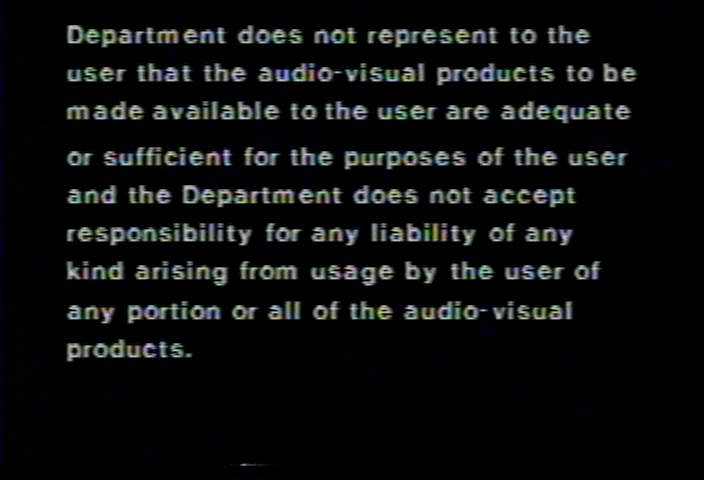 Department does not represent to the
user that the audio-visual products to be
made available to the user are adequate
or sufficient for the purposes of the user
and the Department does not accept
responsibility for any liability of any
kind arising from usage by the user of
any portion or all of the audio-visual
products.